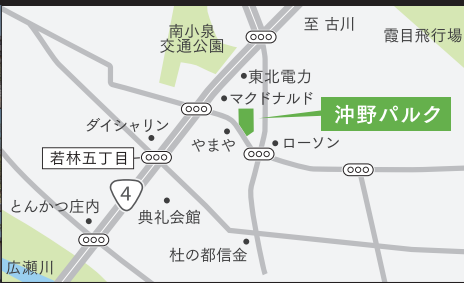 至 古川
南小泉
交通公園
霞目飛行場
東北電力
マクドナルド
沖野パルク
ダイシャリン
やまや
ローソン
若林五丁目
4
とんかつ庄内
典礼会館
杜の都信金
広瀬川